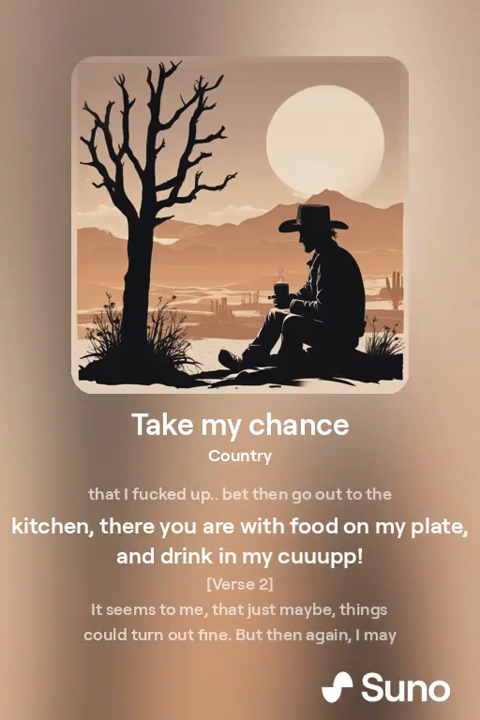 Take my chance
Country
that I fucked up.. bet then go out to the
kitchen, there you are with food on my plate,
and drink in my cuuupp!
[Verse 2]
It seems to me, that just maybe, things
could turn out fine. But then again, I may
Suno